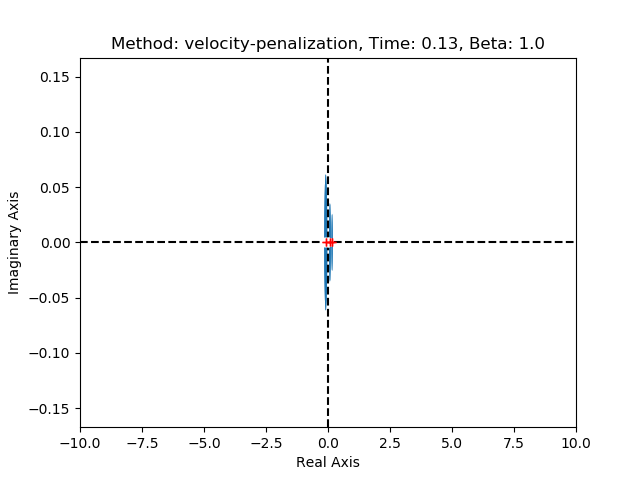 Method: velocity-penalization, Time: 0.13, Beta: 1.0
Imaginary Axis
0.15
0.10
0.05
0.00
−0.05
−0.10
−0.15
−10.0 −7.5 −5.0 −2.5 0.0 2.5 5.0 7.5 10.0
Real Axis